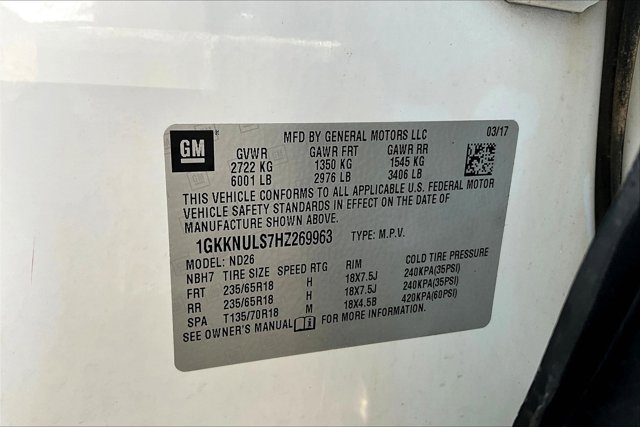 GM
MFD BY GENERAL MOTORS LLC 03/17
GVWR GAWR FRT GAWR RR
2722 KG 1350 KG 1545 KG
6001 LB 2976 LB 3406 LB
THIS VEHICLE CONFORMS TO ALL APPLICABLE U.S. FEDERAL MOTOR
VEHICLE SAFETY STANDARDS IN EFFECT ON THE DATE OF
MANUFACTURE SHOWN ABOVE.
1GKKNULS7HZ269963 TYPE: M.P.V.
MODEL: ND26
NBH7 TIRE SIZE SPEED RTG RIM COLD TIRE PRESSURE
FRT 235/65R18 H 18X7.5J 240KPA(35PSI)
RR 235/65R18 H 18X7.5J 240KPA(35PSI)
SPA T135/70R18 M 18X4.5B 420KPA(60PSI)
SEE OWNER'S MANUAL FOR MORE INFORMATION.